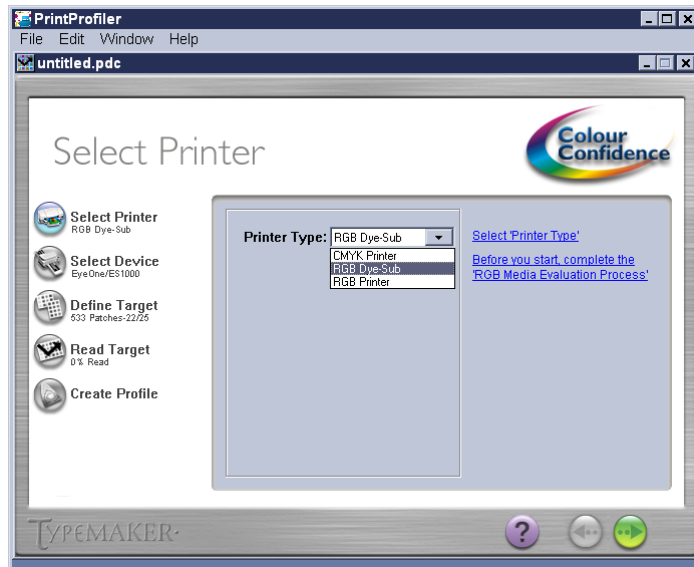 PrintProfiler
File Edit Window Help
untitled.pdc
Select Printer
Colour
Confidence
Select Printer
RGB Dye-Sub
Select Device
EyeOne/ES1000
Define Target
533 Patches-22/25
Read Target
0% Read
Create Profile
Printer Type: RGB Dye-Sub
CMYK Printer
RGB Dye-Sub
RGB Printer
Select 'Printer Type'
Before you start, complete the
'RGB Media Evaluation Process'
TYPEMAKER
?